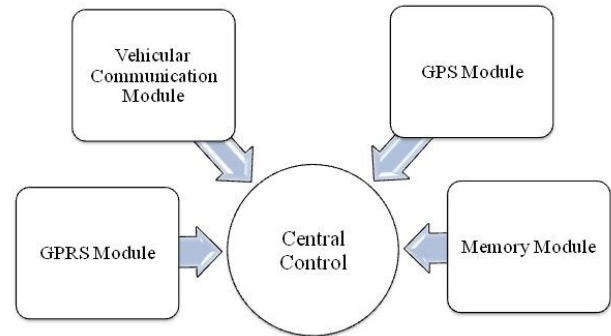 Vehicular
Communication
Module
GPS Module
GPRS Module
Central
Control
Memory Module